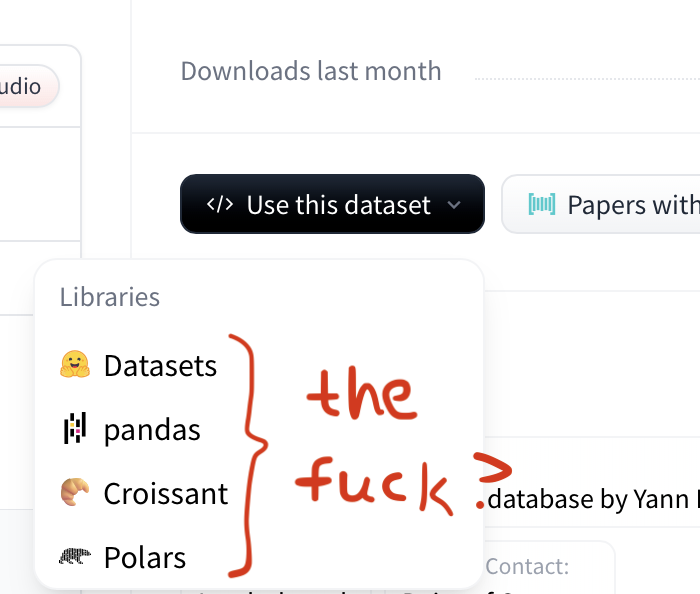 udio
Downloads last month
</> Use this dataset
Papers with
Libraries
Datasets
pandas
Croissant
Polars
the
fuck?
database by Yann
Contact: